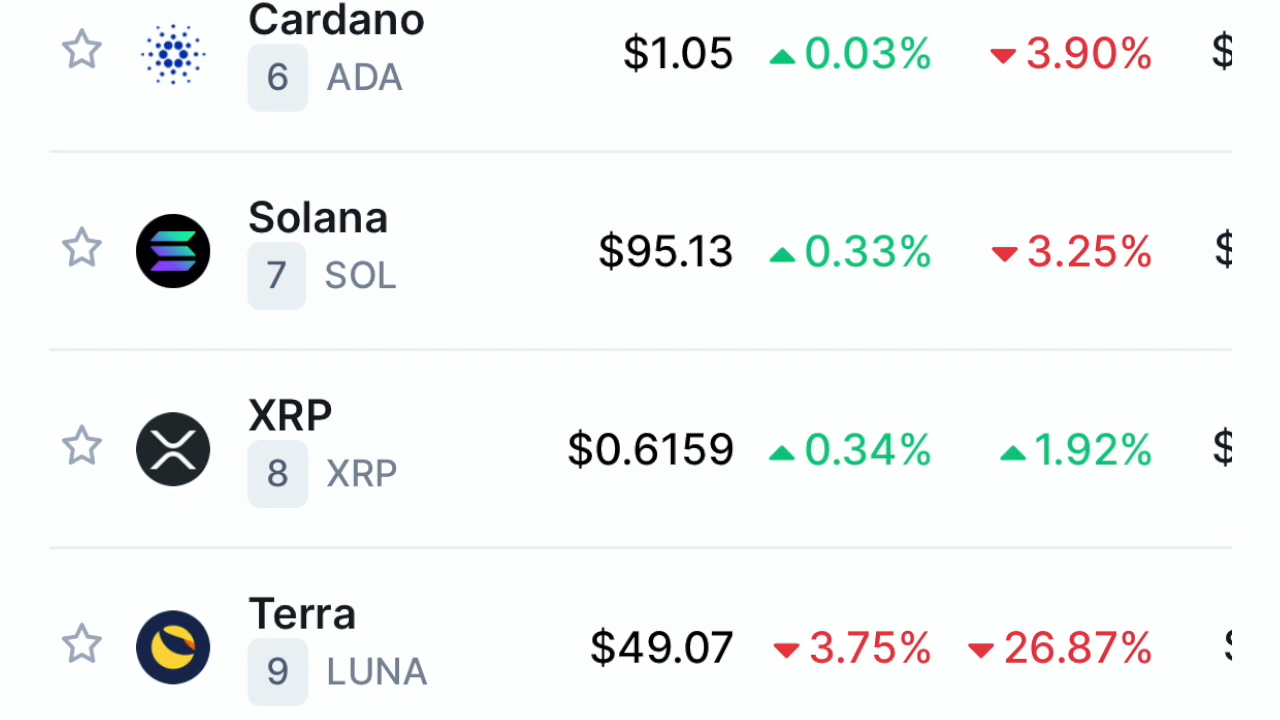 Cardano
6 ADA $1.05 0.03% 3.90% $
Solana
7 SOL $95.13 0.33% 3.25% $
XRP
8 XRP $0.6159 0.34% 1.92% $
Terra
9 LUNA $49.07 3.75% 26.87% $